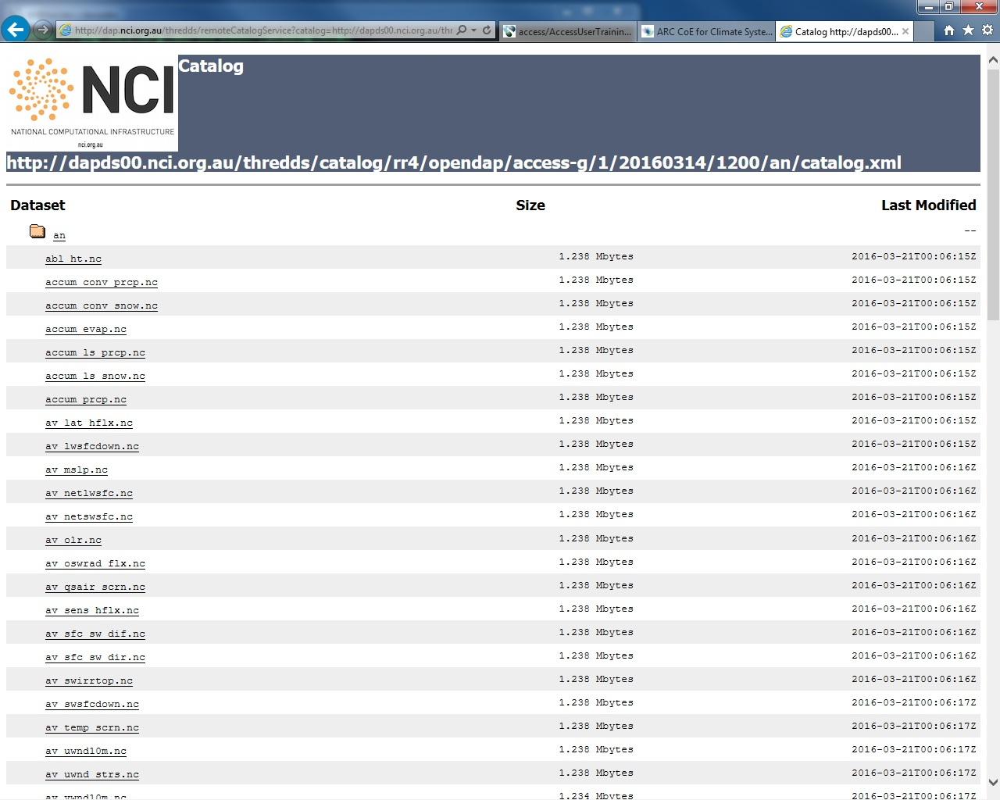 http://dap.nci.org.au/thredds/remoteCatalogService?catalog=http://dapds00.nci.org.au/thr
access/AccessUserTrainin...
ARC CoE for Climate Syste...
Catalog http://dapds00...
NCI
NATIONAL COMPUTATIONAL INFRASTRUCTURE
nci.org.au
Catalog
http://dapds00.nci.org.au/thredds/catalog/rr4/opendap/access-g/1/20160314/1200/an/catalog.xml
Dataset Size Last Modified
an --
abl_ht.nc 1.238 Mbytes 2016-03-21T00:06:15Z
accum_conv_prcp.nc 1.238 Mbytes 2016-03-21T00:06:15Z
accum_conv_snow.nc 1.238 Mbytes 2016-03-21T00:06:15Z
accum_evap.nc 1.238 Mbytes 2016-03-21T00:06:15Z
accum_ls_prcp.nc 1.238 Mbytes 2016-03-21T00:06:15Z
accum_ls_snow.nc 1.238 Mbytes 2016-03-21T00:06:15Z
accum_prcp.nc 1.238 Mbytes 2016-03-21T00:06:15Z
av_lat_hflx.nc 1.238 Mbytes 2016-03-21T00:06:15Z
av_lwsfcdown.nc 1.238 Mbytes 2016-03-21T00:06:15Z
av_mslp.nc 1.238 Mbytes 2016-03-21T00:06:16Z
av_netlwsfc.nc 1.238 Mbytes 2016-03-21T00:06:16Z
av_netswsfc.nc 1.238 Mbytes 2016-03-21T00:06:16Z
av_olr.nc 1.238 Mbytes 2016-03-21T00:06:16Z
av_oswrad_flx.nc 1.238 Mbytes 2016-03-21T00:06:16Z
av_qsair_scrn.nc 1.238 Mbytes 2016-03-21T00:06:16Z
av_sens_hflx.nc 1.238 Mbytes 2016-03-21T00:06:16Z
av_sfc_sw_dif.nc 1.238 Mbytes 2016-03-21T00:06:16Z
av_sfc_sw_dir.nc 1.238 Mbytes 2016-03-21T00:06:16Z
av_swirrtop.nc 1.238 Mbytes 2016-03-21T00:06:16Z
av_swsfcdown.nc 1.238 Mbytes 2016-03-21T00:06:17Z
av_temp_scrn.nc 1.238 Mbytes 2016-03-21T00:06:17Z
av_uwnd10m.nc 1.238 Mbytes 2016-03-21T00:06:17Z
av_uwnd_strs.nc 1.238 Mbytes 2016-03-21T00:06:17Z
av_vwnd10m.nc 1.234 Mbytes 2016-03-21T00:06:17Z